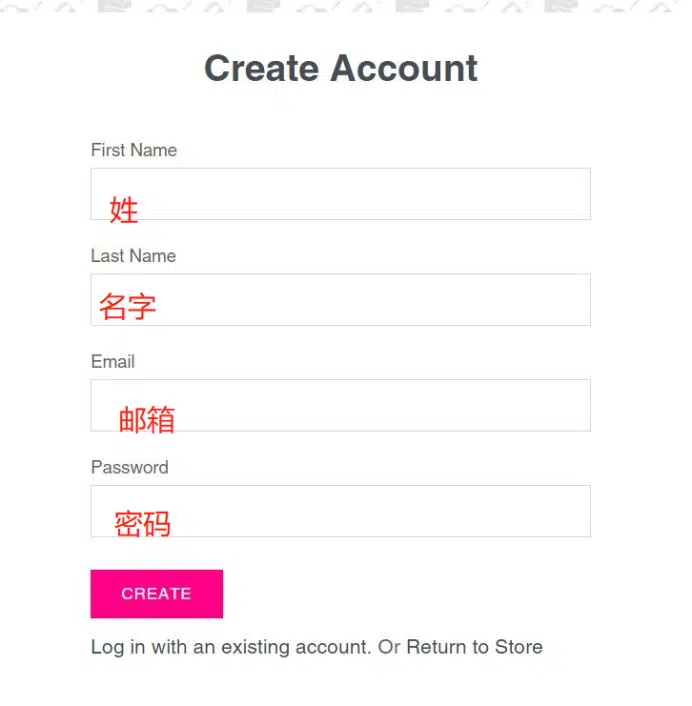 Create Account
First Name
姓
Last Name
名字
Email
邮箱
Password
密码
CREATE
Log in with an existing account. Or Return to Store